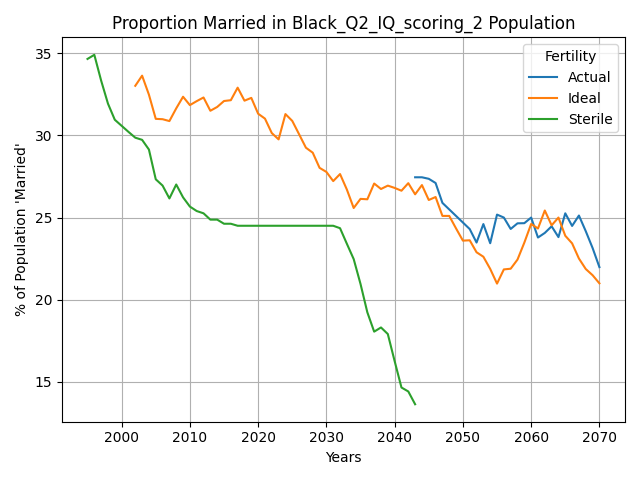 Proportion Married in Black_Q2_IQ_scoring_2 Population
% of Population 'Married'
35
30
25
20
15
Fertility
Actual
Ideal
Sterile
2000 2010 2020 2030 2040 2050 2060 2070
Years